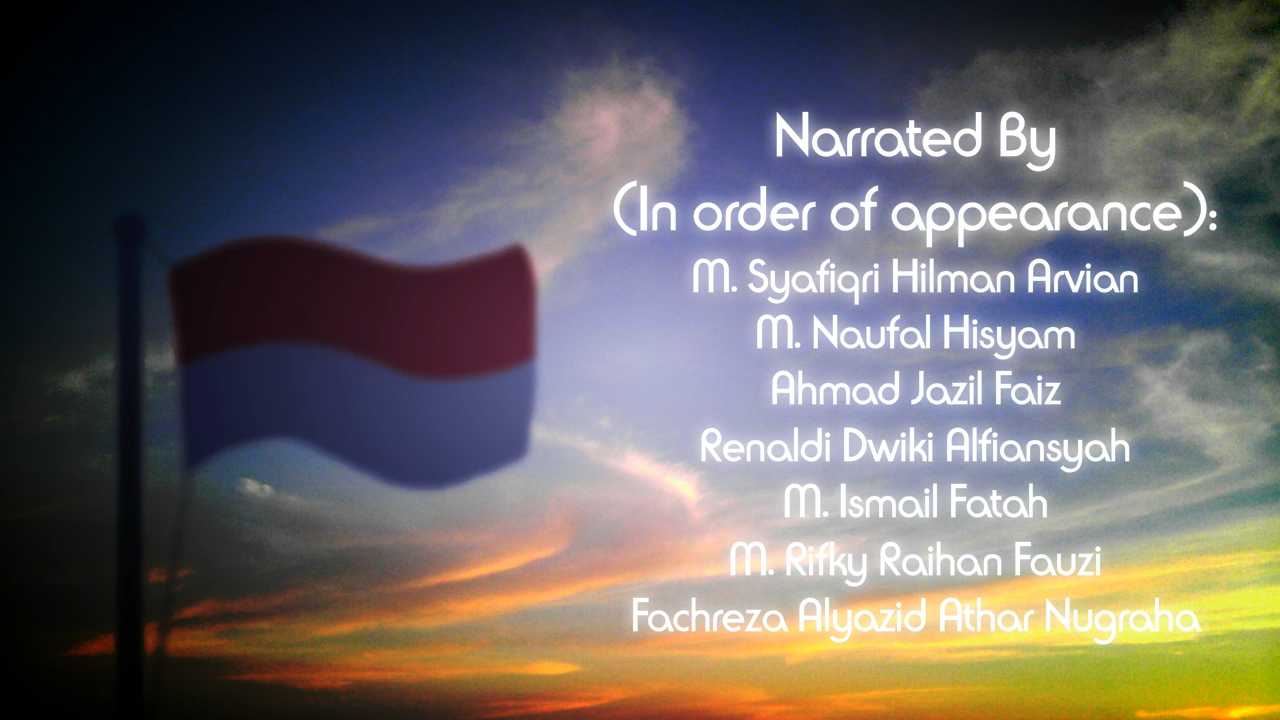 Narrated By
(In order of appearance):
M. Syafiqri Hilman Arvian
M. Naufal Hisyam
Ahmad Jazil Faiz
Renaldi Dwiki Alfiansyah
M. Ismail Fatah
M. Rifky Raihan Fauzi
Fachreza Alyazid Athar Nugraha